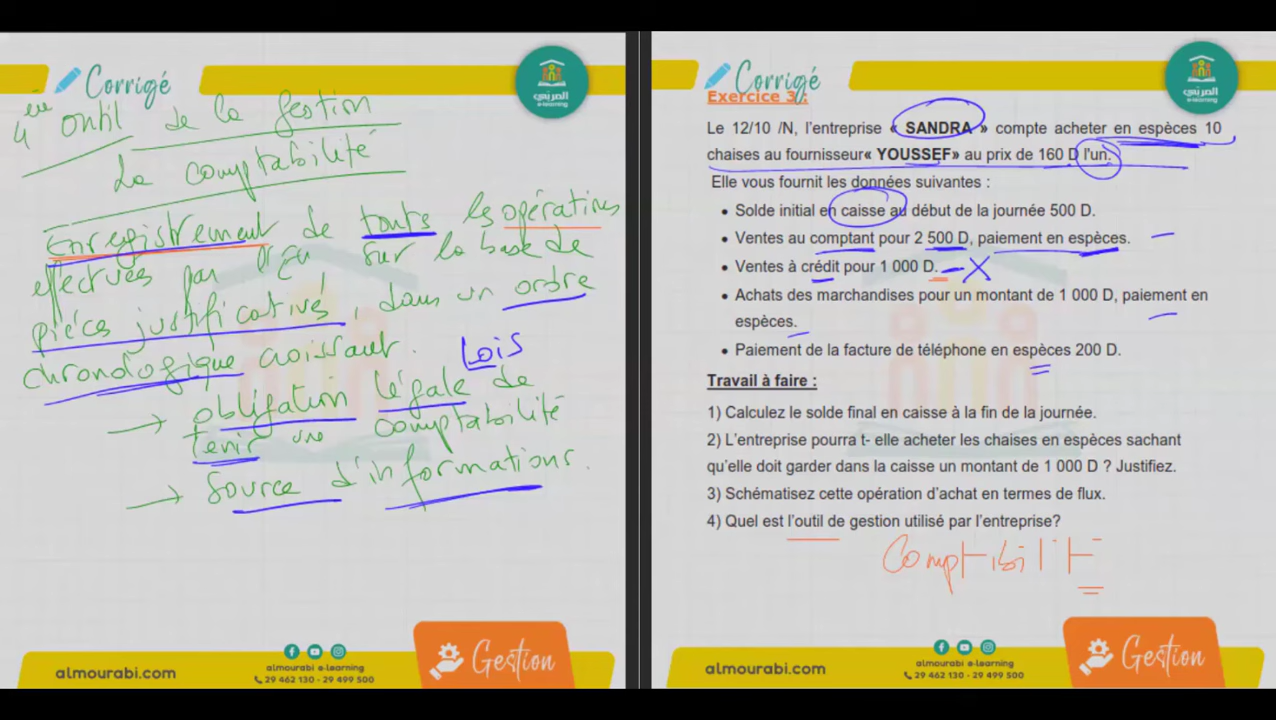 Corrigé
المربي
e-learning
4ème outil de la Gestion
La comptabilité
Enregistrement de touts les opérations
effectuées par l'E/se sur la base de
pièces justificatives, dans un ordre
chronologique croissant.
Lois
→ obligation légale de
tenir une comptabilité
→ Source d'informations.
almourabi.com
almourabi e-learning
29 462 130 - 29 499 500
Gestion
Corrigé
المربي
e-learning
Exercice 3 :
Le 12/10 /N, l'entreprise « SANDRA » compte acheter en espèces 10
chaises au fournisseur« YOUSSEF» au prix de 160 D l'un.
Elle vous fournit les données suivantes :
• Solde initial en caisse au début de la journée 500 D.
• Ventes au comptant pour 2 500 D, paiement en espèces.
• Ventes à crédit pour 1 000 D. X
• Achats des marchandises pour un montant de 1 000 D, paiement en
espèces.
• Paiement de la facture de téléphone en espèces 200 D.
Travail à faire :
1) Calculez le solde final en caisse à la fin de la journée.
2) L'entreprise pourra t- elle acheter les chaises en espèces sachant
qu'elle doit garder dans la caisse un montant de 1 000 D ? Justifiez.
3) Schématisez cette opération d'achat en termes de flux.
4) Quel est l'outil de gestion utilisé par l'entreprise?
almourabi.com
almourabi e-learning
29 462 130 - 29 499 500
Gestion